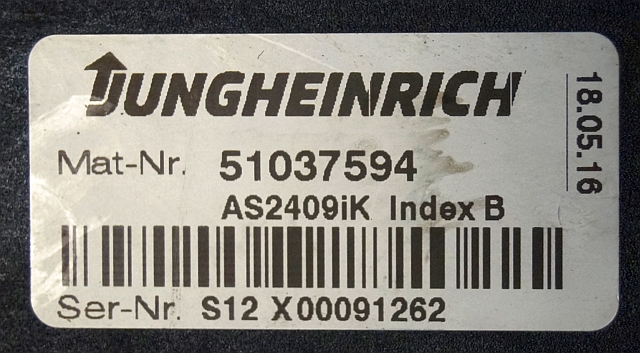 JUNGHEINRICH
Mat-Nr. 51037594
AS2409iK Index B
Ser-Nr. S12 X00091262
18.05.16